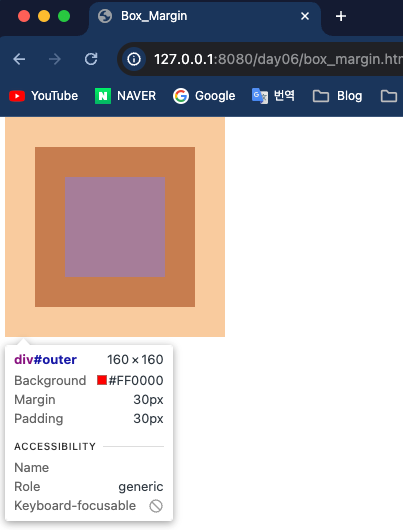 Box_Margin
127.0.0.1:8080/day06/box_margin.htm
YouTube NAVER Google 번역 Blog
div#outer 160 × 160
Background #FF0000
Margin 30px
Padding 30px
ACCESSIBILITY
Name
Role generic
Keyboard-focusable